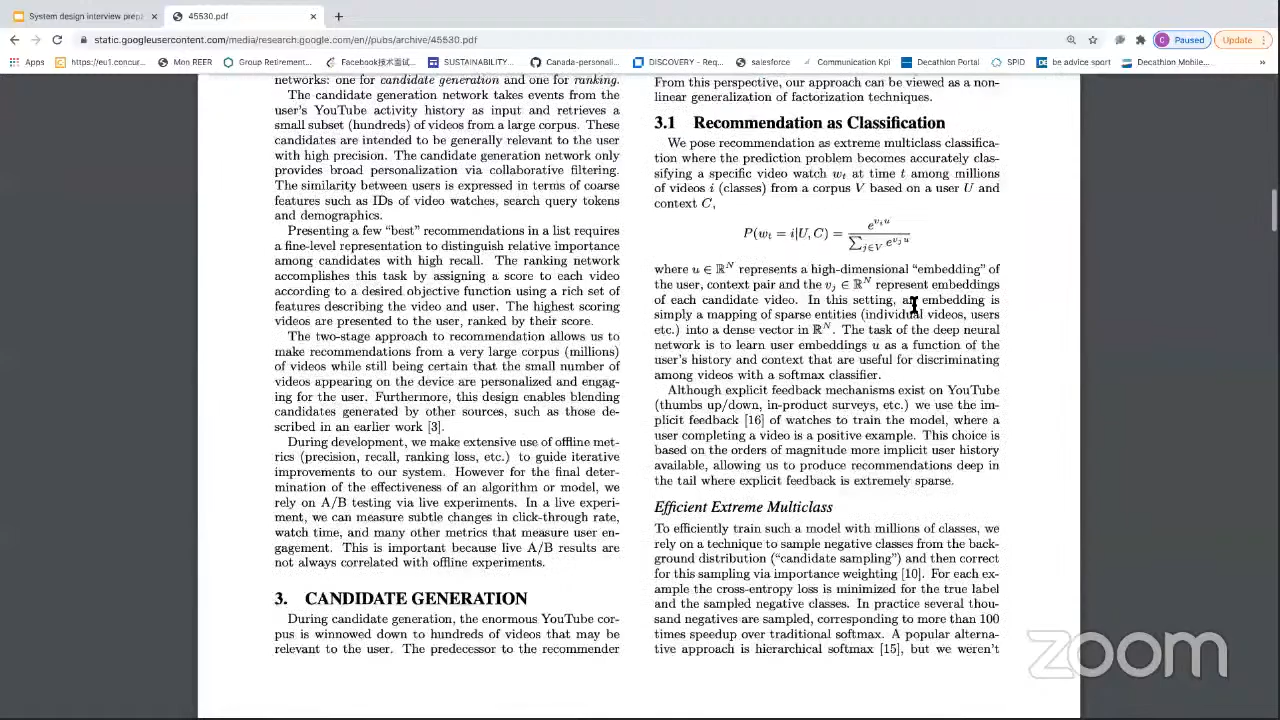 System design interview prep
45530.pdf
static.googleusercontent.com/media/research.google.com/en//pubs/archive/45530.pdf
Paused
Update
Apps
https://eu1.concur...
Mon REER
Group Retirement...
Facebook技术面试...
SUSTAINABILITY...
Canada-personali...
DISCOVERY - Req...
salesforce
Communication Kpi
Decathlon Portal
SPID
be advice sport
Decathlon Mobile...
»
networks: one for candidate generation and one for ranking.
The candidate generation network takes events from the
user's YouTube activity history as input and retrieves a
small subset (hundreds) of videos from a large corpus. These
candidates are intended to be generally relevant to the user
with high precision. The candidate generation network only
provides broad personalization via collaborative filtering.
The similarity between users is expressed in terms of coarse
features such as IDs of video watches, search query tokens
and demographics.
Presenting a few “best” recommendations in a list requires
a fine-level representation to distinguish relative importance
among candidates with high recall. The ranking network
accomplishes this task by assigning a score to each video
according to a desired objective function using a rich set of
features describing the video and user. The highest scoring
videos are presented to the user, ranked by their score.
The two-stage approach to recommendation allows us to
make recommendations from a very large corpus (millions)
of videos while still being certain that the small number of
videos appearing on the device are personalized and engag-
ing for the user. Furthermore, this design enables blending
candidates generated by other sources, such as those de-
scribed in an earlier work [3].
During development, we make extensive use of offline met-
rics (precision, recall, ranking loss, etc.) to guide iterative
improvements to our system. However for the final deter-
mination of the effectiveness of an algorithm or model, we
rely on A/B testing via live experiments. In a live experi-
ment, we can measure subtle changes in click-through rate,
watch time, and many other metrics that measure user en-
gagement. This is important because live A/B results are
not always correlated with offline experiments.
3. CANDIDATE GENERATION
During candidate generation, the enormous YouTube cor-
pus is winnowed down to hundreds of videos that may be
relevant to the user. The predecessor to the recommender
From this perspective, our approach can be viewed as a non-
linear generalization of factorization techniques.
3.1 Recommendation as Classification
We pose recommendation as extreme multiclass classifica-
tion where the prediction problem becomes accurately clas-
sifying a specific video watch wₜ at time t among millions
of videos i (classes) from a corpus V based on a user U and
context C,
P(wₜ = i|U, C) = e^{vᵢu} / ∑_{j∈V} e^{vⱼu}
where u ∈ ℝᴺ represents a high-dimensional “embedding” of
the user, context pair and the vⱼ ∈ ℝᴺ represent embeddings
of each candidate video. In this setting, an embedding is
simply a mapping of sparse entities (individual videos, users
etc.) into a dense vector in ℝᴺ. The task of the deep neural
network is to learn user embeddings u as a function of the
user's history and context that are useful for discriminating
among videos with a softmax classifier.
Although explicit feedback mechanisms exist on YouTube
(thumbs up/down, in-product surveys, etc.) we use the im-
plicit feedback [16] of watches to train the model, where a
user completing a video is a positive example. This choice is
based on the orders of magnitude more implicit user history
available, allowing us to produce recommendations deep in
the tail where explicit feedback is extremely sparse.
Efficient Extreme Multiclass
To efficiently train such a model with millions of classes, we
rely on a technique to sample negative classes from the back-
ground distribution (“candidate sampling”) and then correct
for this sampling via importance weighting [10]. For each ex-
ample the cross-entropy loss is minimized for the true label
and the sampled negative classes. In practice several thou-
sand negatives are sampled, corresponding to more than 100
times speedup over traditional softmax. A popular alterna-
tive approach is hierarchical softmax [15], but we weren't
zoom